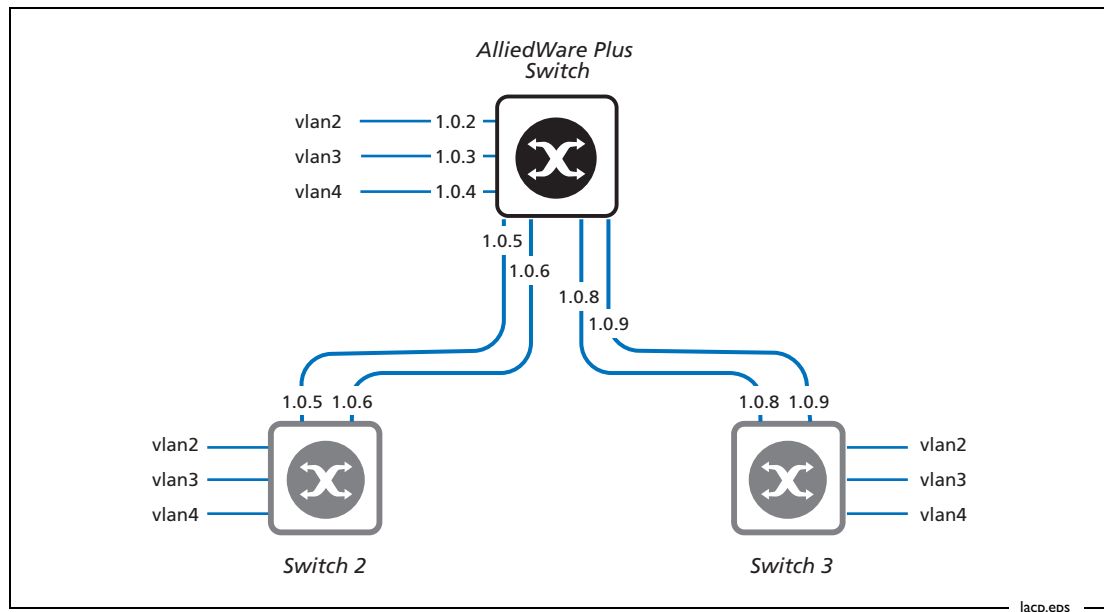 AlliedWare Plus
Switch
vlan2
1.0.2
vlan3
1.0.3
vlan4
1.0.4
1.0.5
1.0.6
1.0.8
1.0.9
1.0.5
1.0.6
1.0.8
1.0.9
vlan2
vlan3
vlan4
vlan2
vlan3
vlan4
Switch 2
Switch 3
lacp.eps